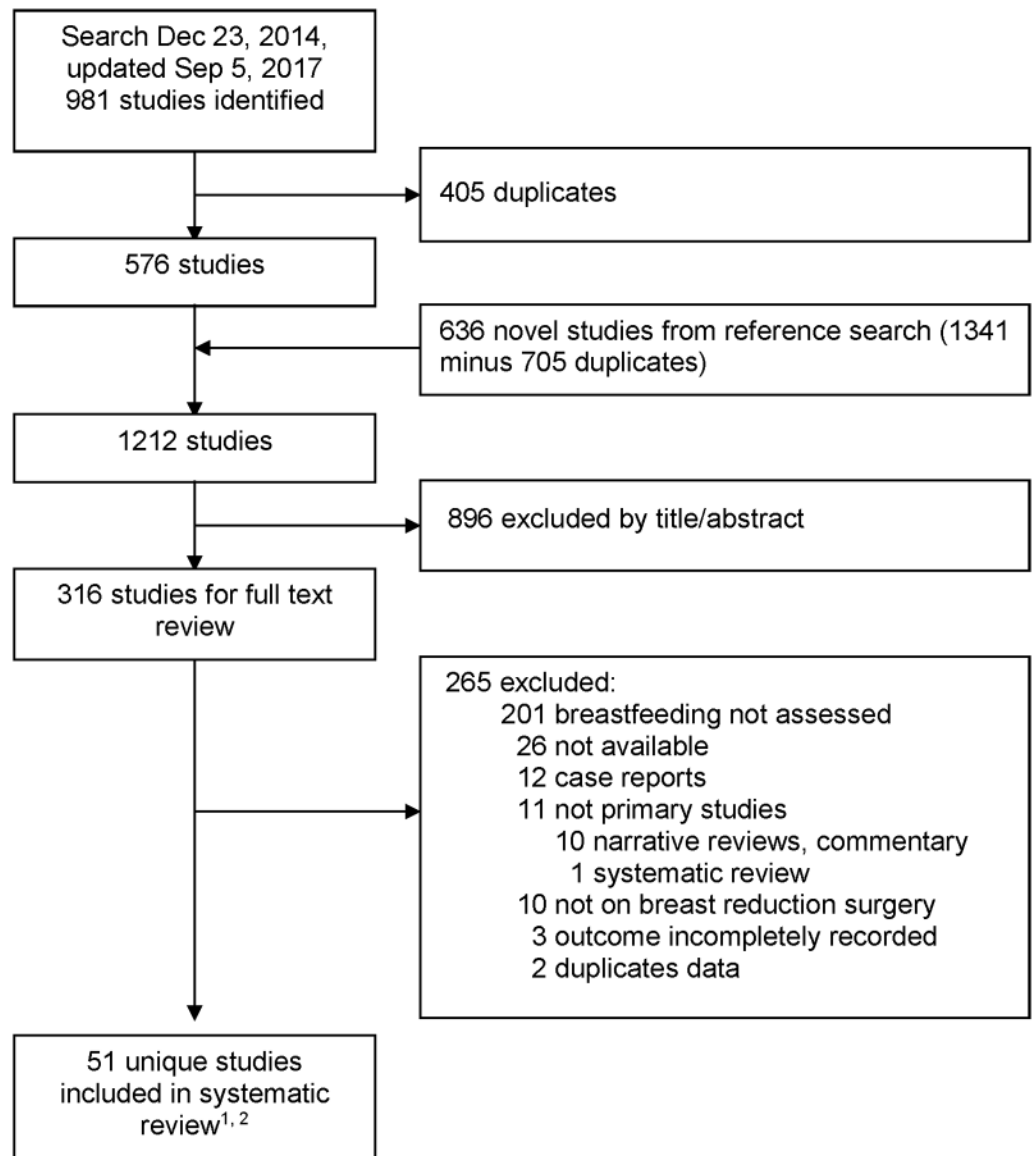 Search Dec 23, 2014,
updated Sep 5, 2017
981 studies identified
405 duplicates
576 studies
636 novel studies from reference search (1341
minus 705 duplicates)
1212 studies
896 excluded by title/abstract
316 studies for full text
review
265 excluded:
201 breastfeeding not assessed
26 not available
12 case reports
11 not primary studies
10 narrative reviews, commentary
1 systematic review
10 not on breast reduction surgery
3 outcome incompletely recorded
2 duplicates data
51 unique studies
included in systematic
review1, 2